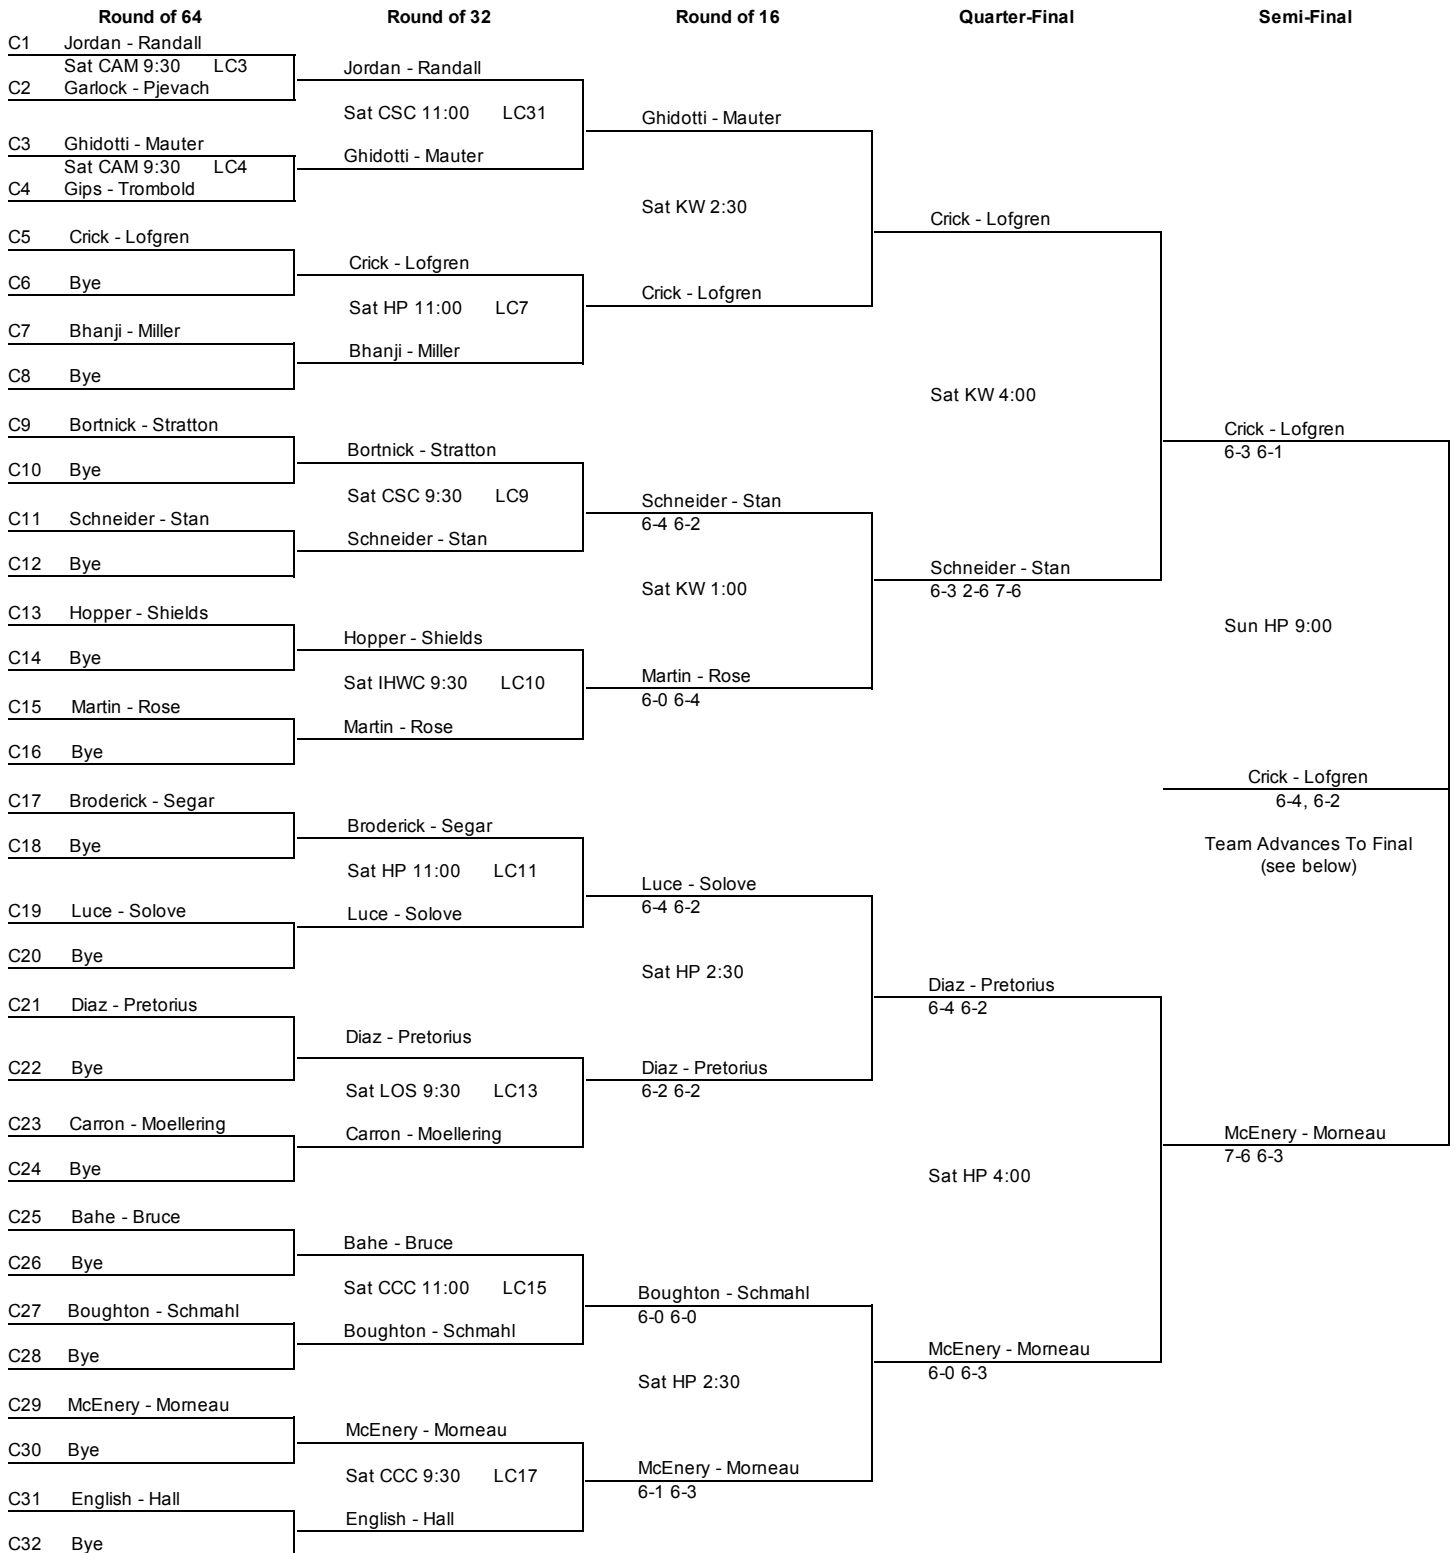 Round of 64 Round of 32 Round of 16 Quarter-Final Semi-Final
C1 Jordan - Randall
Sat CAM 9:30 LC3
C2 Garlock - Pjevach
C3 Ghidotti - Mauter
Sat CAM 9:30 LC4
C4 Gips - Trombold
C5 Crick - Lofgren
C6 Bye
C7 Bhanji - Miller
C8 Bye
C9 Bortnick - Stratton
C10 Bye
C11 Schneider - Stan
C12 Bye
C13 Hopper - Shields
C14 Bye
C15 Martin - Rose
C16 Bye
C17 Broderick - Segar
C18 Bye
C19 Luce - Solove
C20 Bye
C21 Diaz - Pretorius
C22 Bye
C23 Carron - Moellering
C24 Bye
C25 Bahe - Bruce
C26 Bye
C27 Boughton - Schmahl
C28 Bye
C29 McEnery - Morneau
C30 Bye
C31 English - Hall
C32 Bye
Jordan - Randall
Sat CSC 11:00 LC31
Ghidotti - Mauter
Crick - Lofgren
Sat HP 11:00 LC7
Bhanji - Miller
Bortnick - Stratton
Sat CSC 9:30 LC9
Schneider - Stan
Hopper - Shields
Sat IHWC 9:30 LC10
Martin - Rose
Broderick - Segar
Sat HP 11:00 LC11
Luce - Solove
Diaz - Pretorius
Sat LOS 9:30 LC13
Carron - Moellering
Bahe - Bruce
Sat CCC 11:00 LC15
Boughton - Schmahl
McEnery - Morneau
Sat CCC 9:30 LC17
English - Hall
Ghidotti - Mauter
Sat KW 2:30
Crick - Lofgren
Schneider - Stan
6-4 6-2
Sat KW 1:00
Martin - Rose
6-0 6-4
Luce - Solove
6-4 6-2
Sat HP 2:30
Diaz - Pretorius
6-2 6-2
Boughton - Schmahl
6-0 6-0
Sat HP 2:30
McEnery - Morneau
6-1 6-3
Crick - Lofgren
Sat KW 4:00
Schneider - Stan
6-3 2-6 7-6
Diaz - Pretorius
6-4 6-2
Sat HP 4:00
McEnery - Morneau
6-0 6-3
Crick - Lofgren
6-3 6-1
Sun HP 9:00
Crick - Lofgren
6-4, 6-2
Team Advances To Final
(see below)
McEnery - Morneau
7-6 6-3